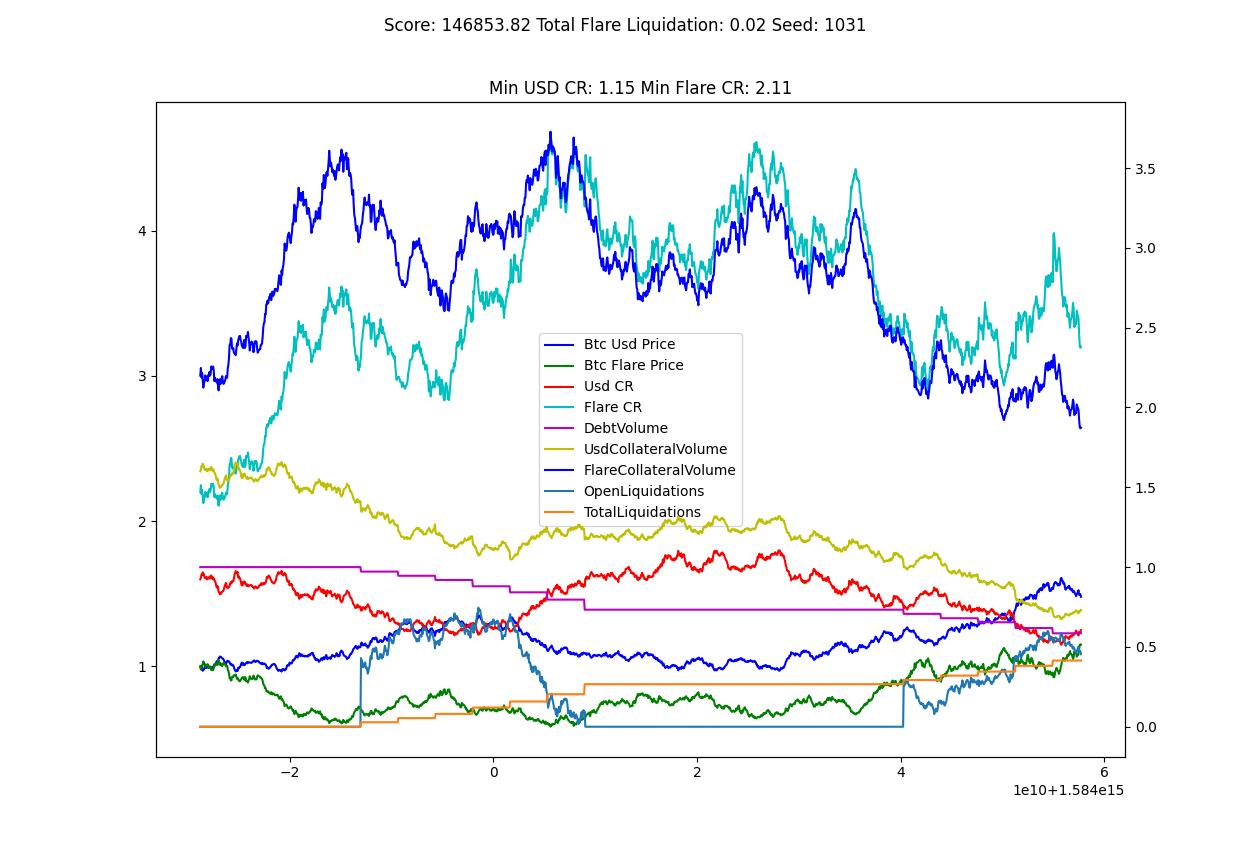 Score: 146853.82 Total Flare Liquidation: 0.02 Seed: 1031
Min USD CR: 1.15 Min Flare CR: 2.11
4
3
2
1
3.5
3.0
2.5
2.0
1.5
1.0
0.5
0.0
Btc Usd Price
Btc Flare Price
Usd CR
Flare CR
DebtVolume
UsdCollateralVolume
FlareCollateralVolume
OpenLiquidations
TotalLiquidations
−2 0 2 4 6
1e10+1.584e15